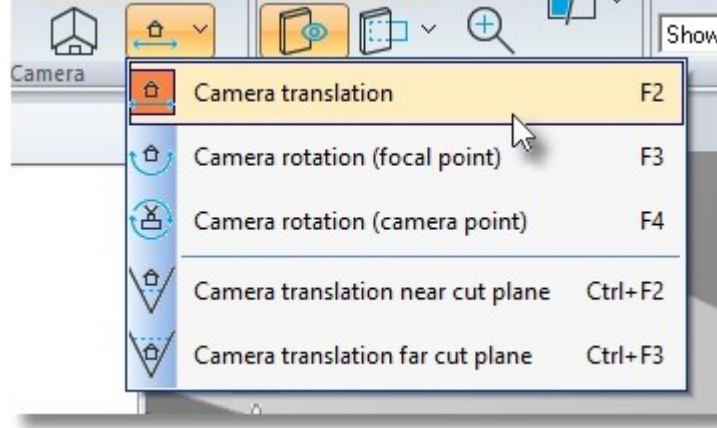 Show
Camera
Camera translation F2
Camera rotation (focal point) F3
Camera rotation (camera point) F4
Camera translation near cut plane Ctrl+F2
Camera translation far cut plane Ctrl+F3